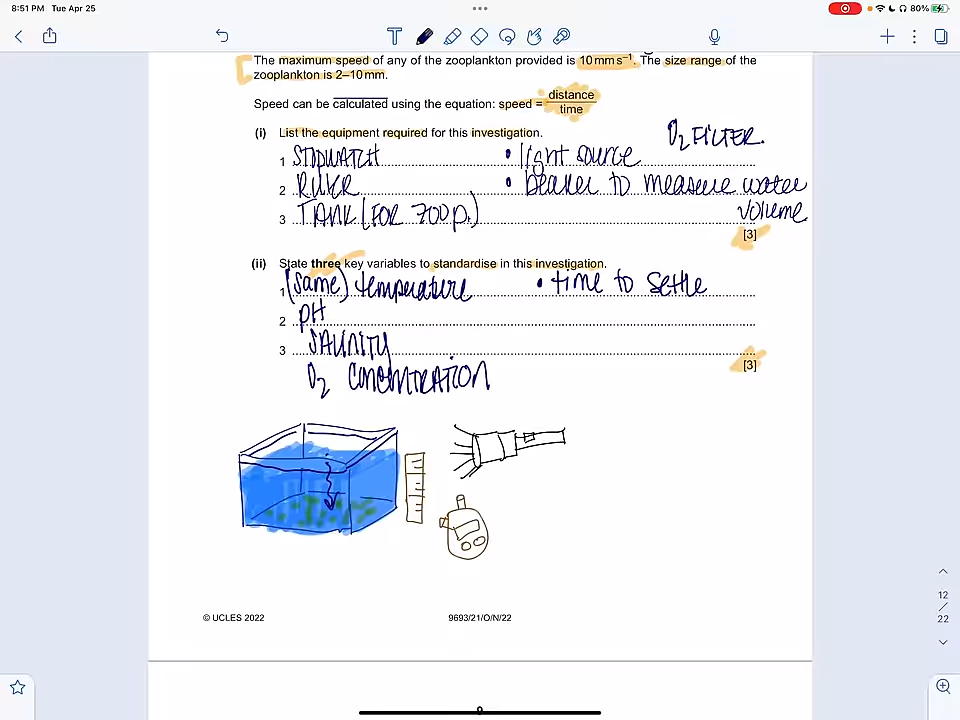 8:51 PM Tue Apr 25
80%
The maximum speed of any of the zooplankton provided is 10 mm s⁻¹. The size range of the
zooplankton is 2–10 mm.
Speed can be calculated using the equation: speed = distance / time
(i) List the equipment required for this investigation.
O₂ FILTER.
1 STOPWATCH • light source
2 RULER • beaker to measure water
volume
3 TANK (FOR ZOO P.)
[3]
(ii) State three key variables to standardise in this investigation.
1 (same) temperature • time to settle
2 pH
3 SALINITY
[3]
O₂ CONCENTRATION
© UCLES 2022
9693/21/O/N/22
12
/
22
9